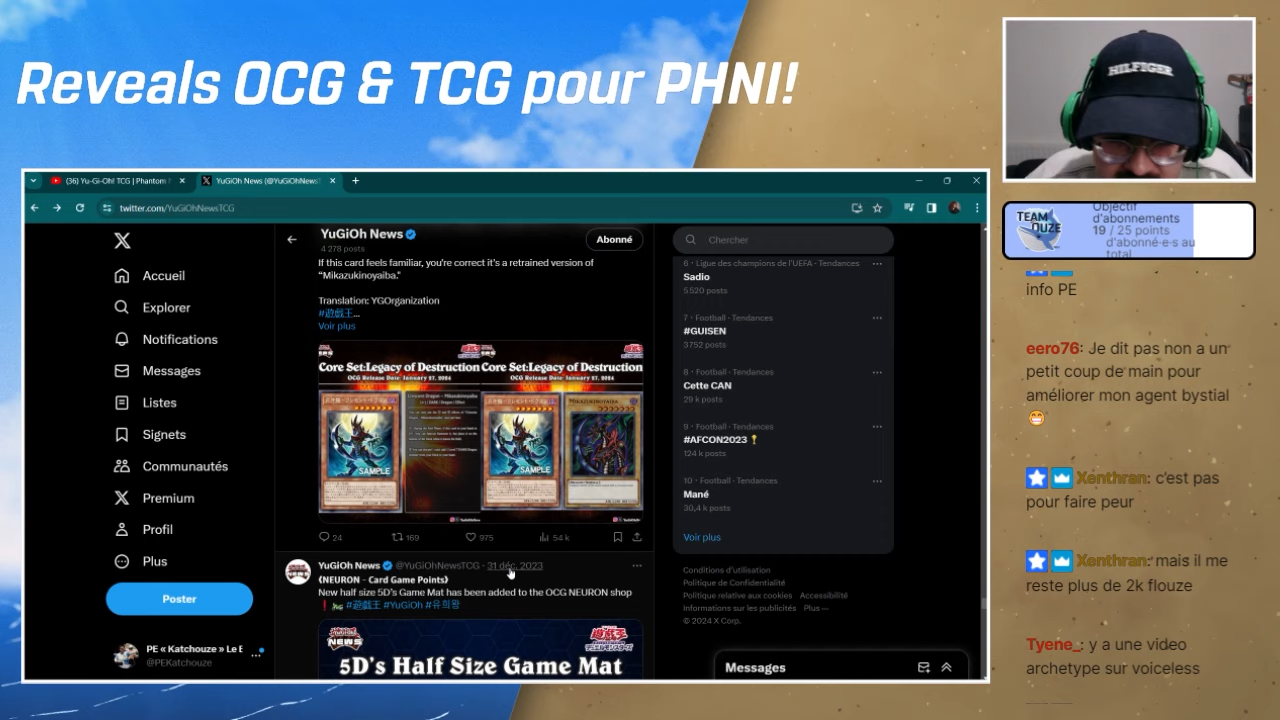 Reveals OCG & TCG pour PHNI!
HILFIGER
(36) Yu-Gi-Oh! TCG | Phantom
YuGiOh News (@YuGiOhNewsT
twitter.com/YuGiOhNewsTCG
Accueil
Explorer
Notifications
Messages
Listes
Signets
Communautés
Premium
Profil
Plus
Poster
PE « Katchouze » Le E
@PEKatchouze
YuGiOh News
4 278 posts
Abonné
If this card feels familiar, you're correct it's a retrained version of
"Mikazukinoyaiba."
Translation: YGOrganization
#遊戯王...
Voir plus
Core Set:Legacy of Destruction
OCG Release Date: January 27, 2024
Core Set:Legacy of Destruction
OCG Release Date: January 27, 2024
SAMPLE
SAMPLE
MIKAZUKINOYAIBA
24
169
975
54 k
YuGiOh News @YuGiOhNewsTCG · 31 déc. 2023
《NEURON - Card Game Points》
New half size 5D's Game Mat has been added to the OCG NEURON shop
❗ #遊戯王 #YuGiOh #유희왕
NEWS
5D's Half Size Game Mat
Chercher
6 · Ligue des champions de l'UEFA · Tendances
Sadio
5 520 posts
7 · Football · Tendances
#GUISEN
3 752 posts
8 · Football · Tendances
Cette CAN
29 k posts
9 · Football · Tendances
#AFCON2023
124 k posts
10 · Football · Tendances
Mané
30,4 k posts
Voir plus
Conditions d'utilisation
Politique de Confidentialité
Politique relative aux cookies Accessibilité
Informations sur les publicités Plus
© 2024 X Corp.
Messages
TEAM
OUZE
Objectif
d'abonnements
19 / 25 points
d'abonné·e·s au
total
info PE
eero76: Je dit pas non a un
petit coup de main pour
améliorer mon agent bystial
😁
Xenthran: c'est pas
pour faire peur
Xenthran: mais il me
reste plus de 2k flouze
Tyene_: y a une video
archetype sur voiceless